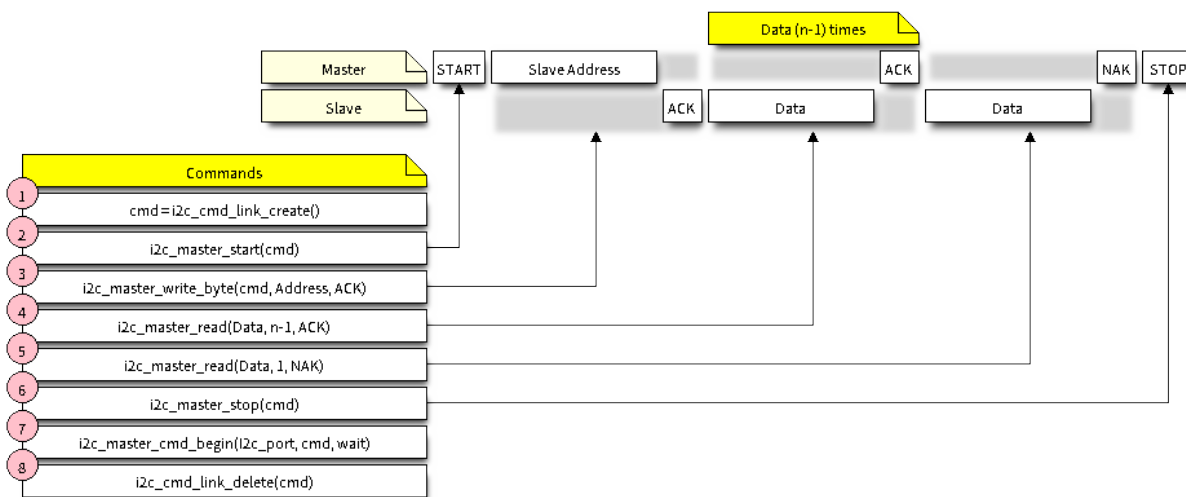 Data (n-1) times
Master START Slave Address ACK NAK STOP
Slave ACK Data Data
Commands
1
cmd=i2c_cmd_link_create()
2
i2c_master_start(cmd)
3
i2c_master_write_byte(cmd, Address, ACK)
4
i2c_master_read(Data, n-1, ACK)
5
i2c_master_read(Data, 1, NAK)
6
i2c_master_stop(cmd)
7
i2c_master_cmd_begin(I2c_port, cmd, wait)
8
i2c_cmd_link_delete(cmd)